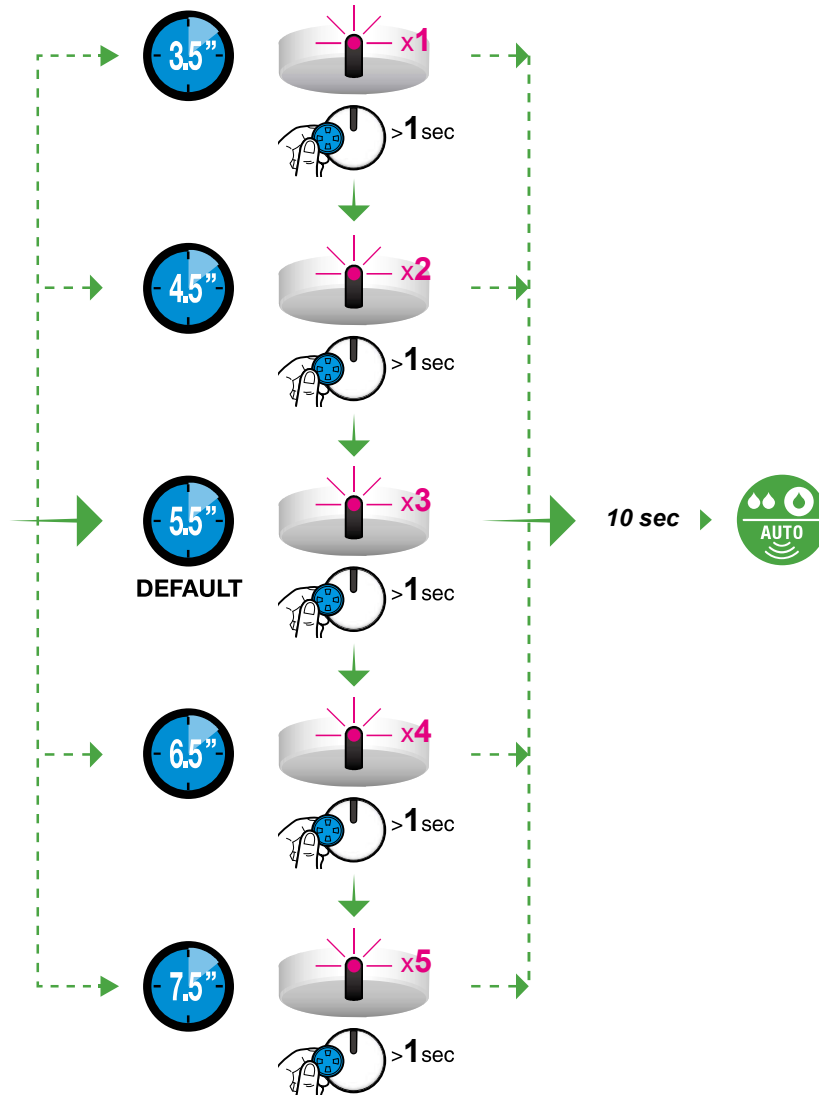 3.5”
x1
>1sec
4.5”
x2
>1sec
5.5”
x3
10 sec
AUTO
DEFAULT
>1sec
6.5”
x4
>1sec
7.5”
x5
>1sec